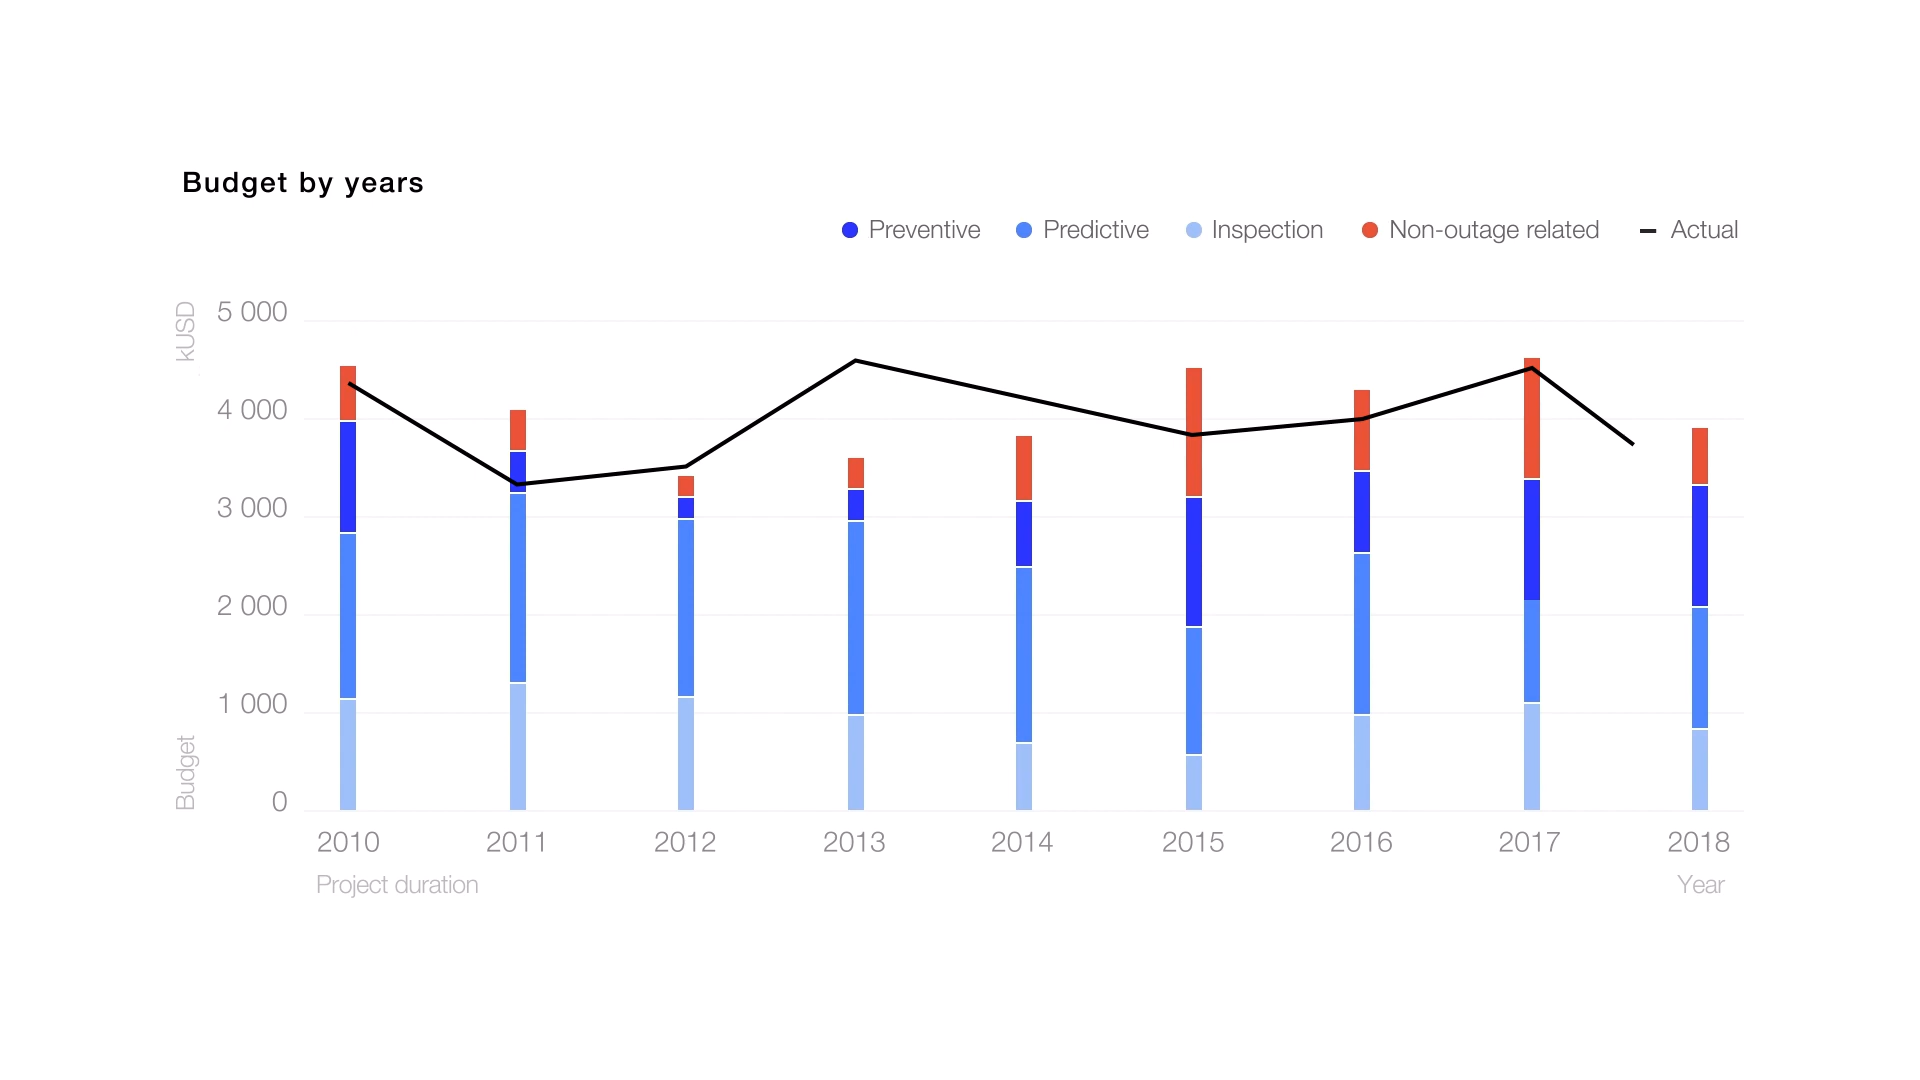 Budget by years
Preventive Predictive Inspection Non-outage related Actual
kUSD
5 000
4 000
3 000
2 000
1 000
0
Budget
2010 2011 2012 2013 2014 2015 2016 2017 2018
Project duration Year